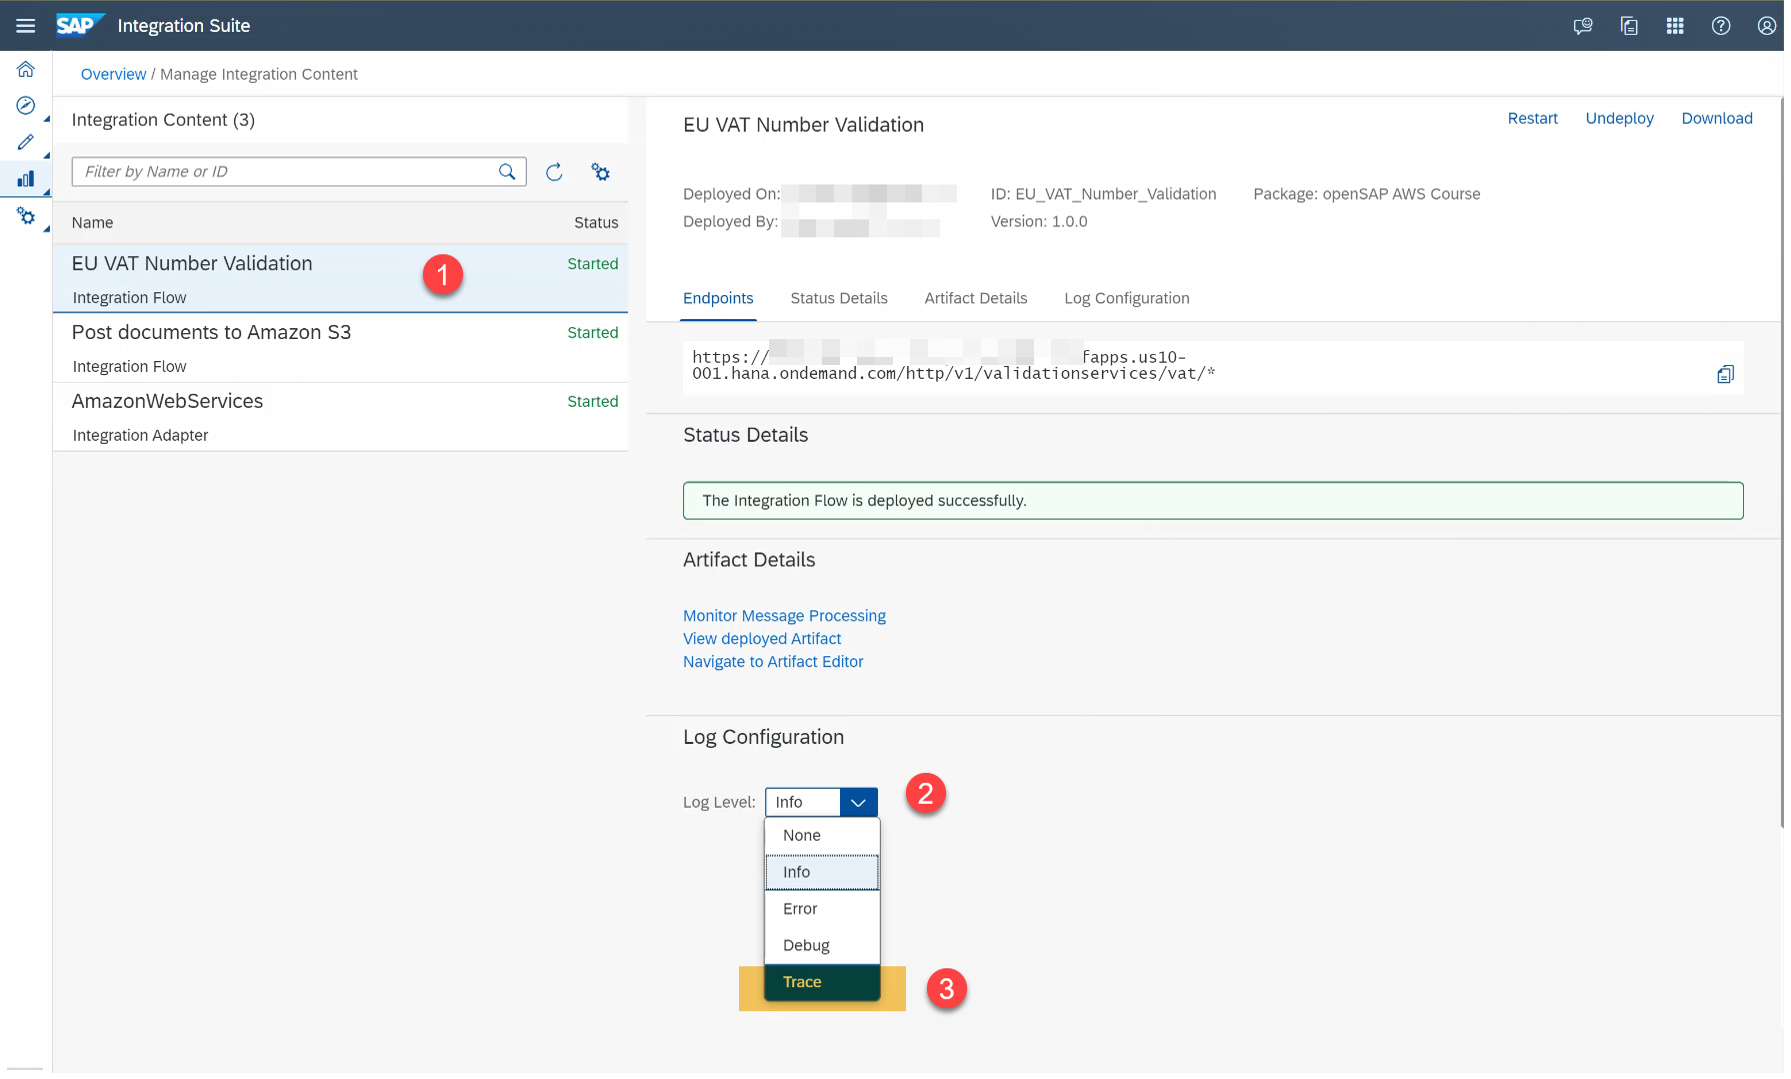 SAP Integration Suite
Overview / Manage Integration Content
Integration Content (3)
Filter by Name or ID
Name Status
EU VAT Number Validation Started
1
Integration Flow
Post documents to Amazon S3 Started
Integration Flow
AmazonWebServices Started
Integration Adapter
EU VAT Number Validation
Restart Undeploy Download
Deployed On: ID: EU_VAT_Number_Validation Package: openSAP AWS Course
Deployed By: Version: 1.0.0
Endpoints Status Details Artifact Details Log Configuration
https:// fapps.us10-
001.hana.ondemand.com/http/v1/validationservices/vat/*
Status Details
The Integration Flow is deployed successfully.
Artifact Details
Monitor Message Processing
View deployed Artifact
Navigate to Artifact Editor
Log Configuration
Log Level: Info 2
None
Info
Error
Debug
Trace 3